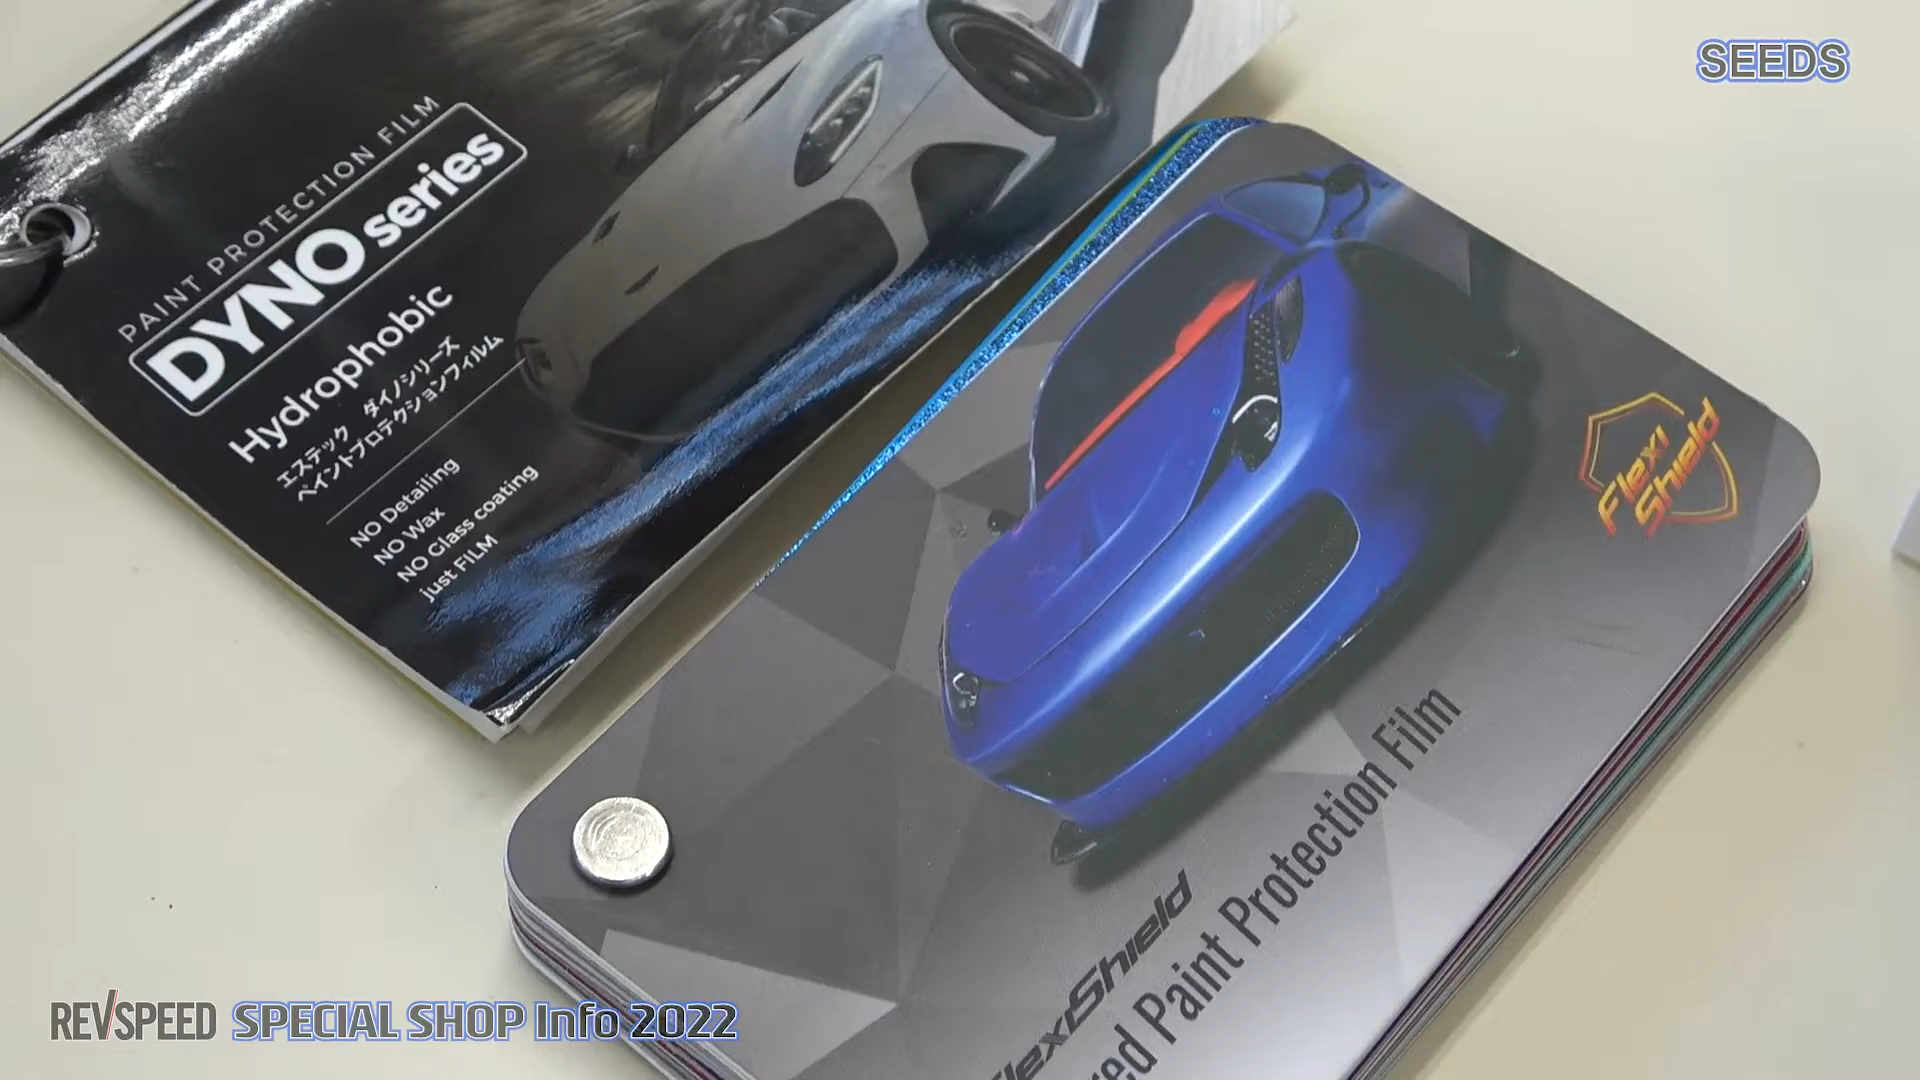 SEEDS
PAINT PROTECTION FILM
DYNO series
Hydrophobic
エステック ダイノシリーズ
ペイントプロテクションフィルム
NO Detailing
NO Wax
NO Glass coating
just FILM
Flexi
Shield
FlexiShield
Paint Protection Film
REVSPEED SPECIAL SHOP Info 2022